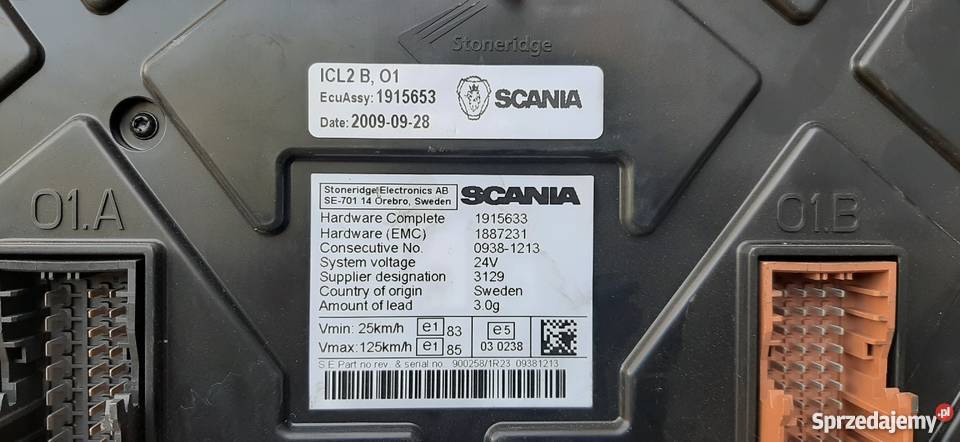 Stoneridge
ICL2 B, O1
EcuAssy: 1915653
SCANIA
Date: 2009-09-28
O1.A
O1.B
Stoneridge Electronics AB
SE-701 14 Örebro, Sweden
SCANIA
Hardware Complete 1915633
Hardware (EMC) 1887231
Consecutive No. 0938-1213
System voltage 24V
Supplier designation 3129
Country of origin Sweden
Amount of lead 3.0g
Vmin: 25km/h e1 83 e5
Vmax: 125km/h e1 85 03 0238
S.E Part no rev. & serial no. 900258/1R23 09381213
Sprzedajemy.pl